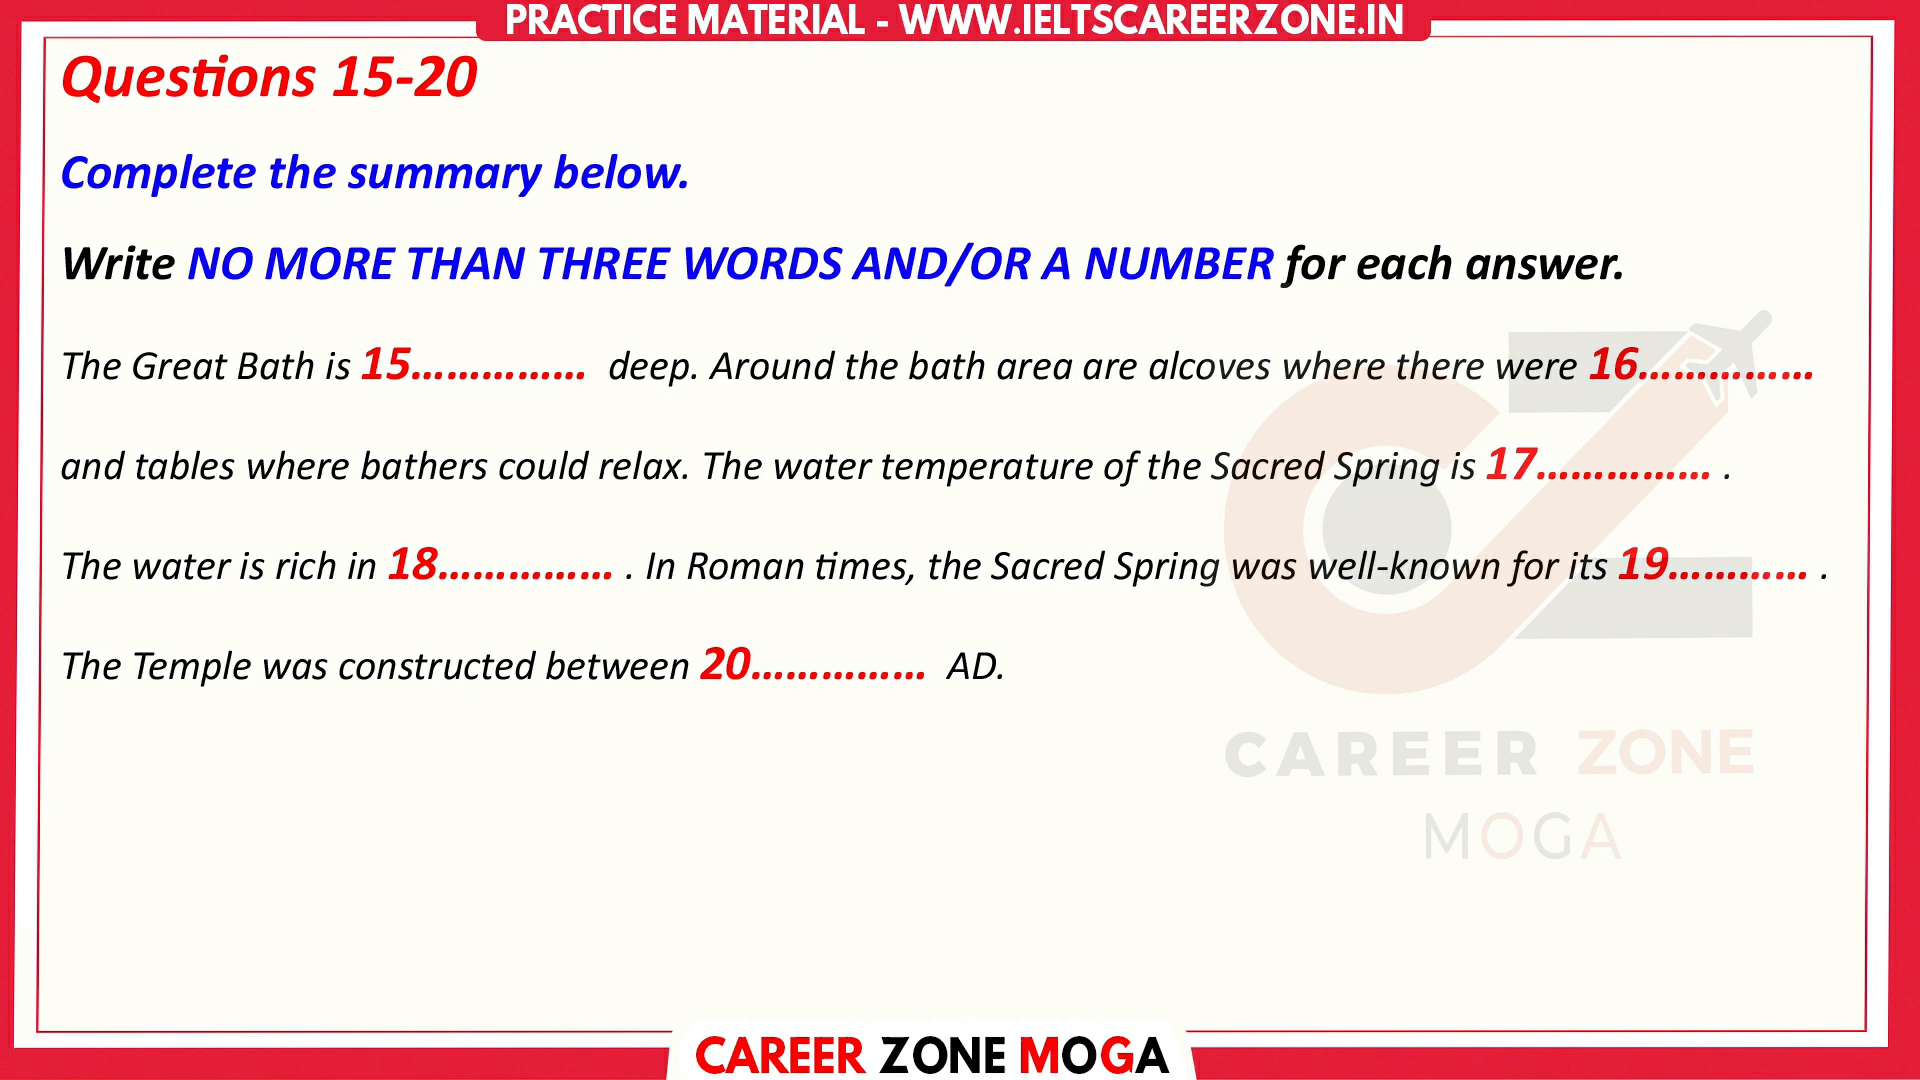 PRACTICE MATERIAL - WWW.IELTSCAREERZONE.IN
Questions 15-20
Complete the summary below.
Write NO MORE THAN THREE WORDS AND/OR A NUMBER for each answer.
The Great Bath is 15…………… deep. Around the bath area are alcoves where there were 16……………
and tables where bathers could relax. The water temperature of the Sacred Spring is 17…………… .
The water is rich in 18…………… . In Roman times, the Sacred Spring was well-known for its 19………… .
The Temple was constructed between 20…………… AD.
CAREER ZONE
MOGA
CAREER ZONE MOGA